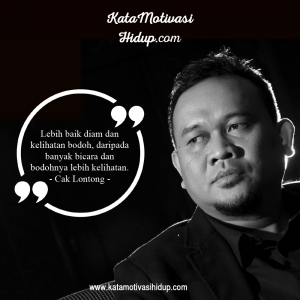 KataMotivasi
Hidup.com
Lebih baik diam dan
kelihatan bodoh, daripada
banyak bicara dan
bodohnya lebih kelihatan.
- Cak Lontong -
www.katamotivasihidup.com